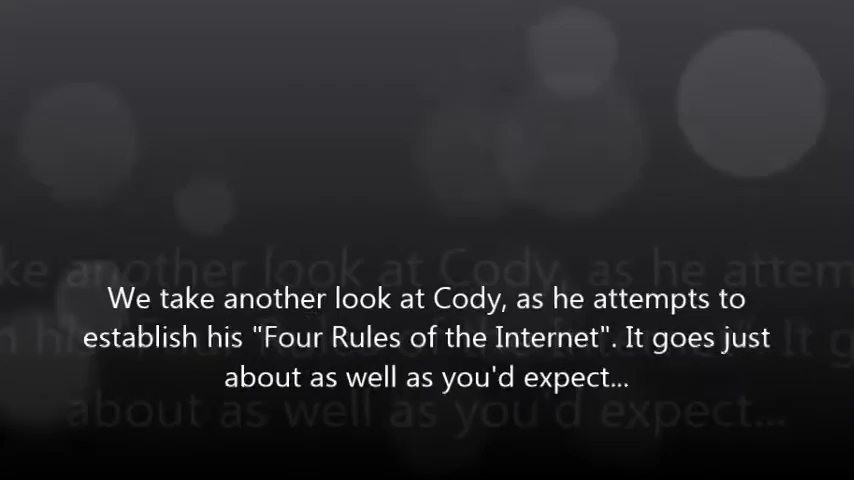 We take another look at Cody, as he attempts to
establish his "Four Rules of the Internet". It goes just
about as well as you'd expect...